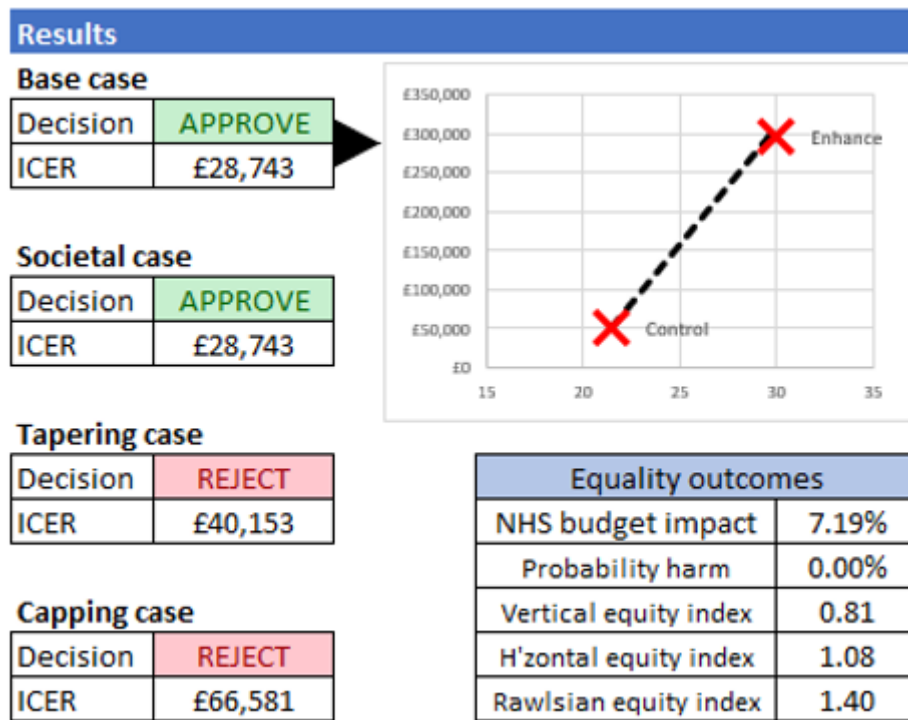 Results
Base case
Decision APPROVE
ICER £28,743
Societal case
Decision APPROVE
ICER £28,743
Tapering case
Decision REJECT
ICER £40,153
Capping case
Decision REJECT
ICER £66,581
£350,000
£300,000
£250,000
£200,000
£150,000
£100,000
£50,000
£0
15 20 25 30 35
Enhance
Control
Equality outcomes
NHS budget impact 7.19%
Probability harm 0.00%
Vertical equity index 0.81
H'zontal equity index 1.08
Rawlsian equity index 1.40